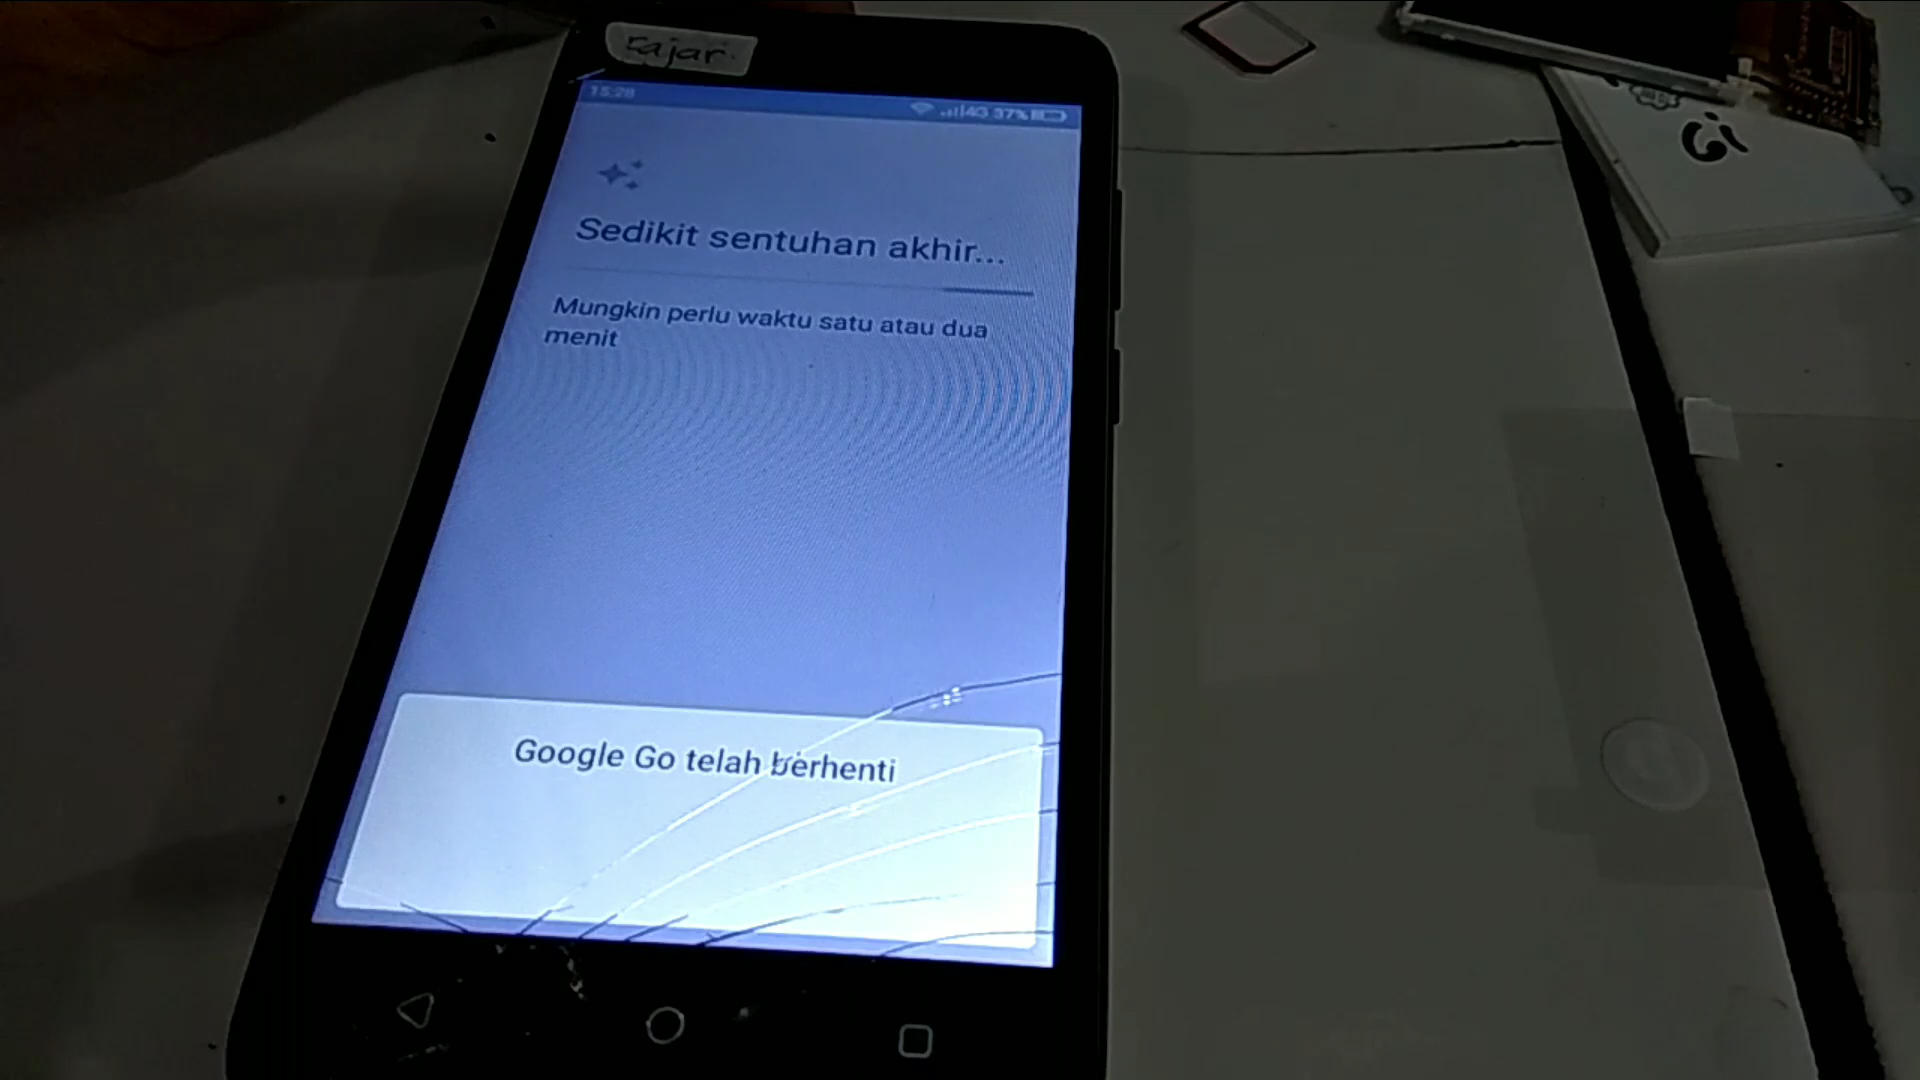 Fajar.
15:28
4G 37%
Sedikit sentuhan akhir...
Mungkin perlu waktu satu atau dua
menit
Google Go telah berhenti